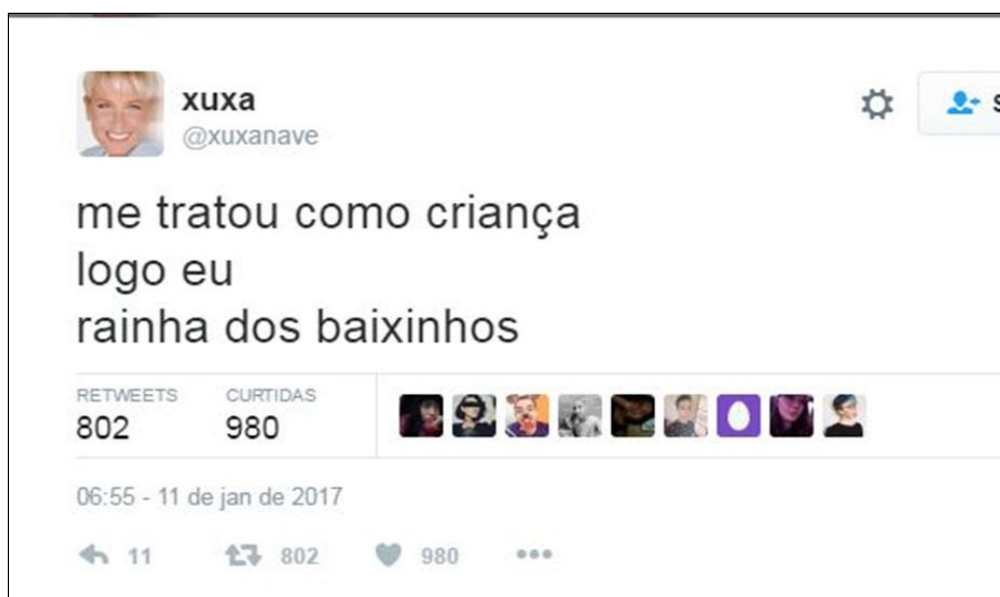 xuxa
@xuxanave
S
me tratou como criança
logo eu
rainha dos baixinhos
RETWEETS CURTIDAS
802 980
06:55 - 11 de jan de 2017
11 802 980